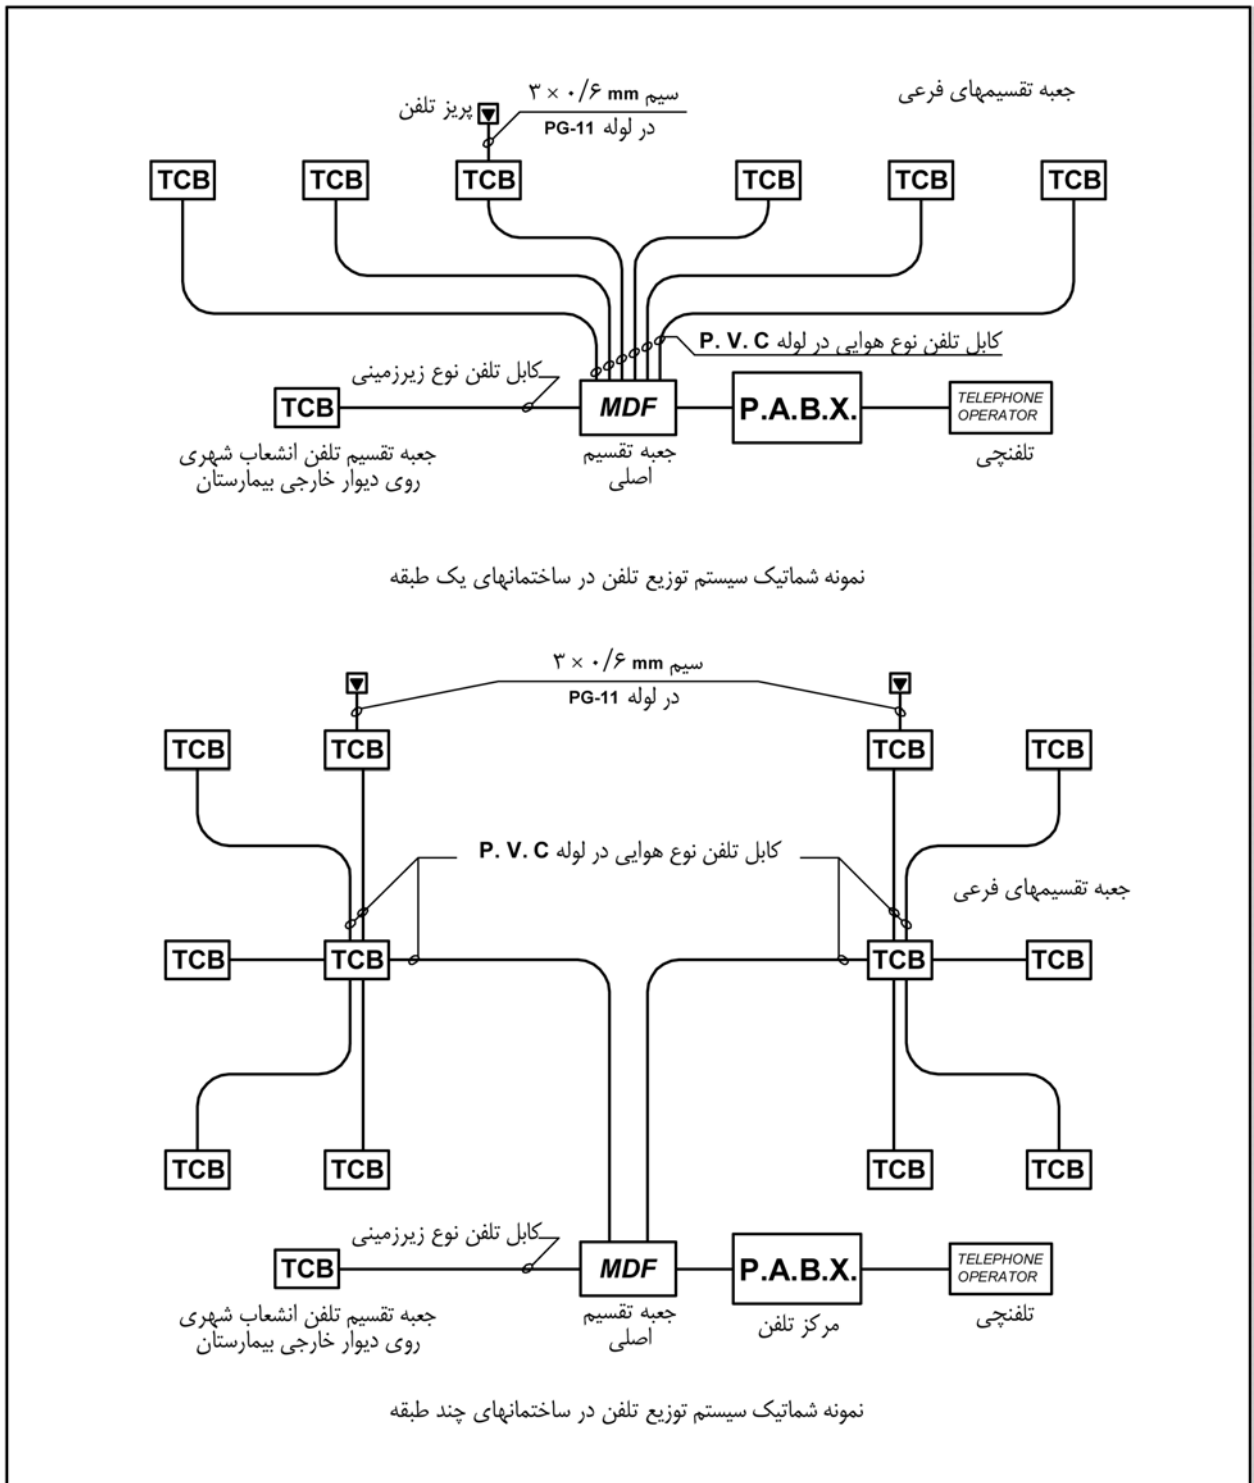 جعبه تقسیمهای فرعی
سیم ۳ × ۰/۶ mm
در لوله PG-11
پریز تلفن
TCB
TCB
TCB
TCB
TCB
TCB
کابل تلفن نوع هوایی در لوله P. V. C
کابل تلفن نوع زیرزمینی
TCB
MDF
P.A.B.X.
TELEPHONE
OPERATOR
جعبه تقسیم تلفن انشعاب شهری
روی دیوار خارجی بیمارستان
جعبه تقسیم
اصلی
تلفنچی
نمونه شماتیک سیستم توزیع تلفن در ساختمانهای یک طبقه
سیم ۳ × ۰/۶ mm
در لوله PG-11
TCB
TCB
TCB
TCB
کابل تلفن نوع هوایی در لوله P. V. C
جعبه تقسیمهای فرعی
TCB
TCB
TCB
TCB
TCB
TCB
TCB
TCB
کابل تلفن نوع زیرزمینی
TCB
MDF
P.A.B.X.
TELEPHONE
OPERATOR
جعبه تقسیم تلفن انشعاب شهری
روی دیوار خارجی بیمارستان
جعبه تقسیم
اصلی
مرکز تلفن
تلفنچی
نمونه شماتیک سیستم توزیع تلفن در ساختمانهای چند طبقه